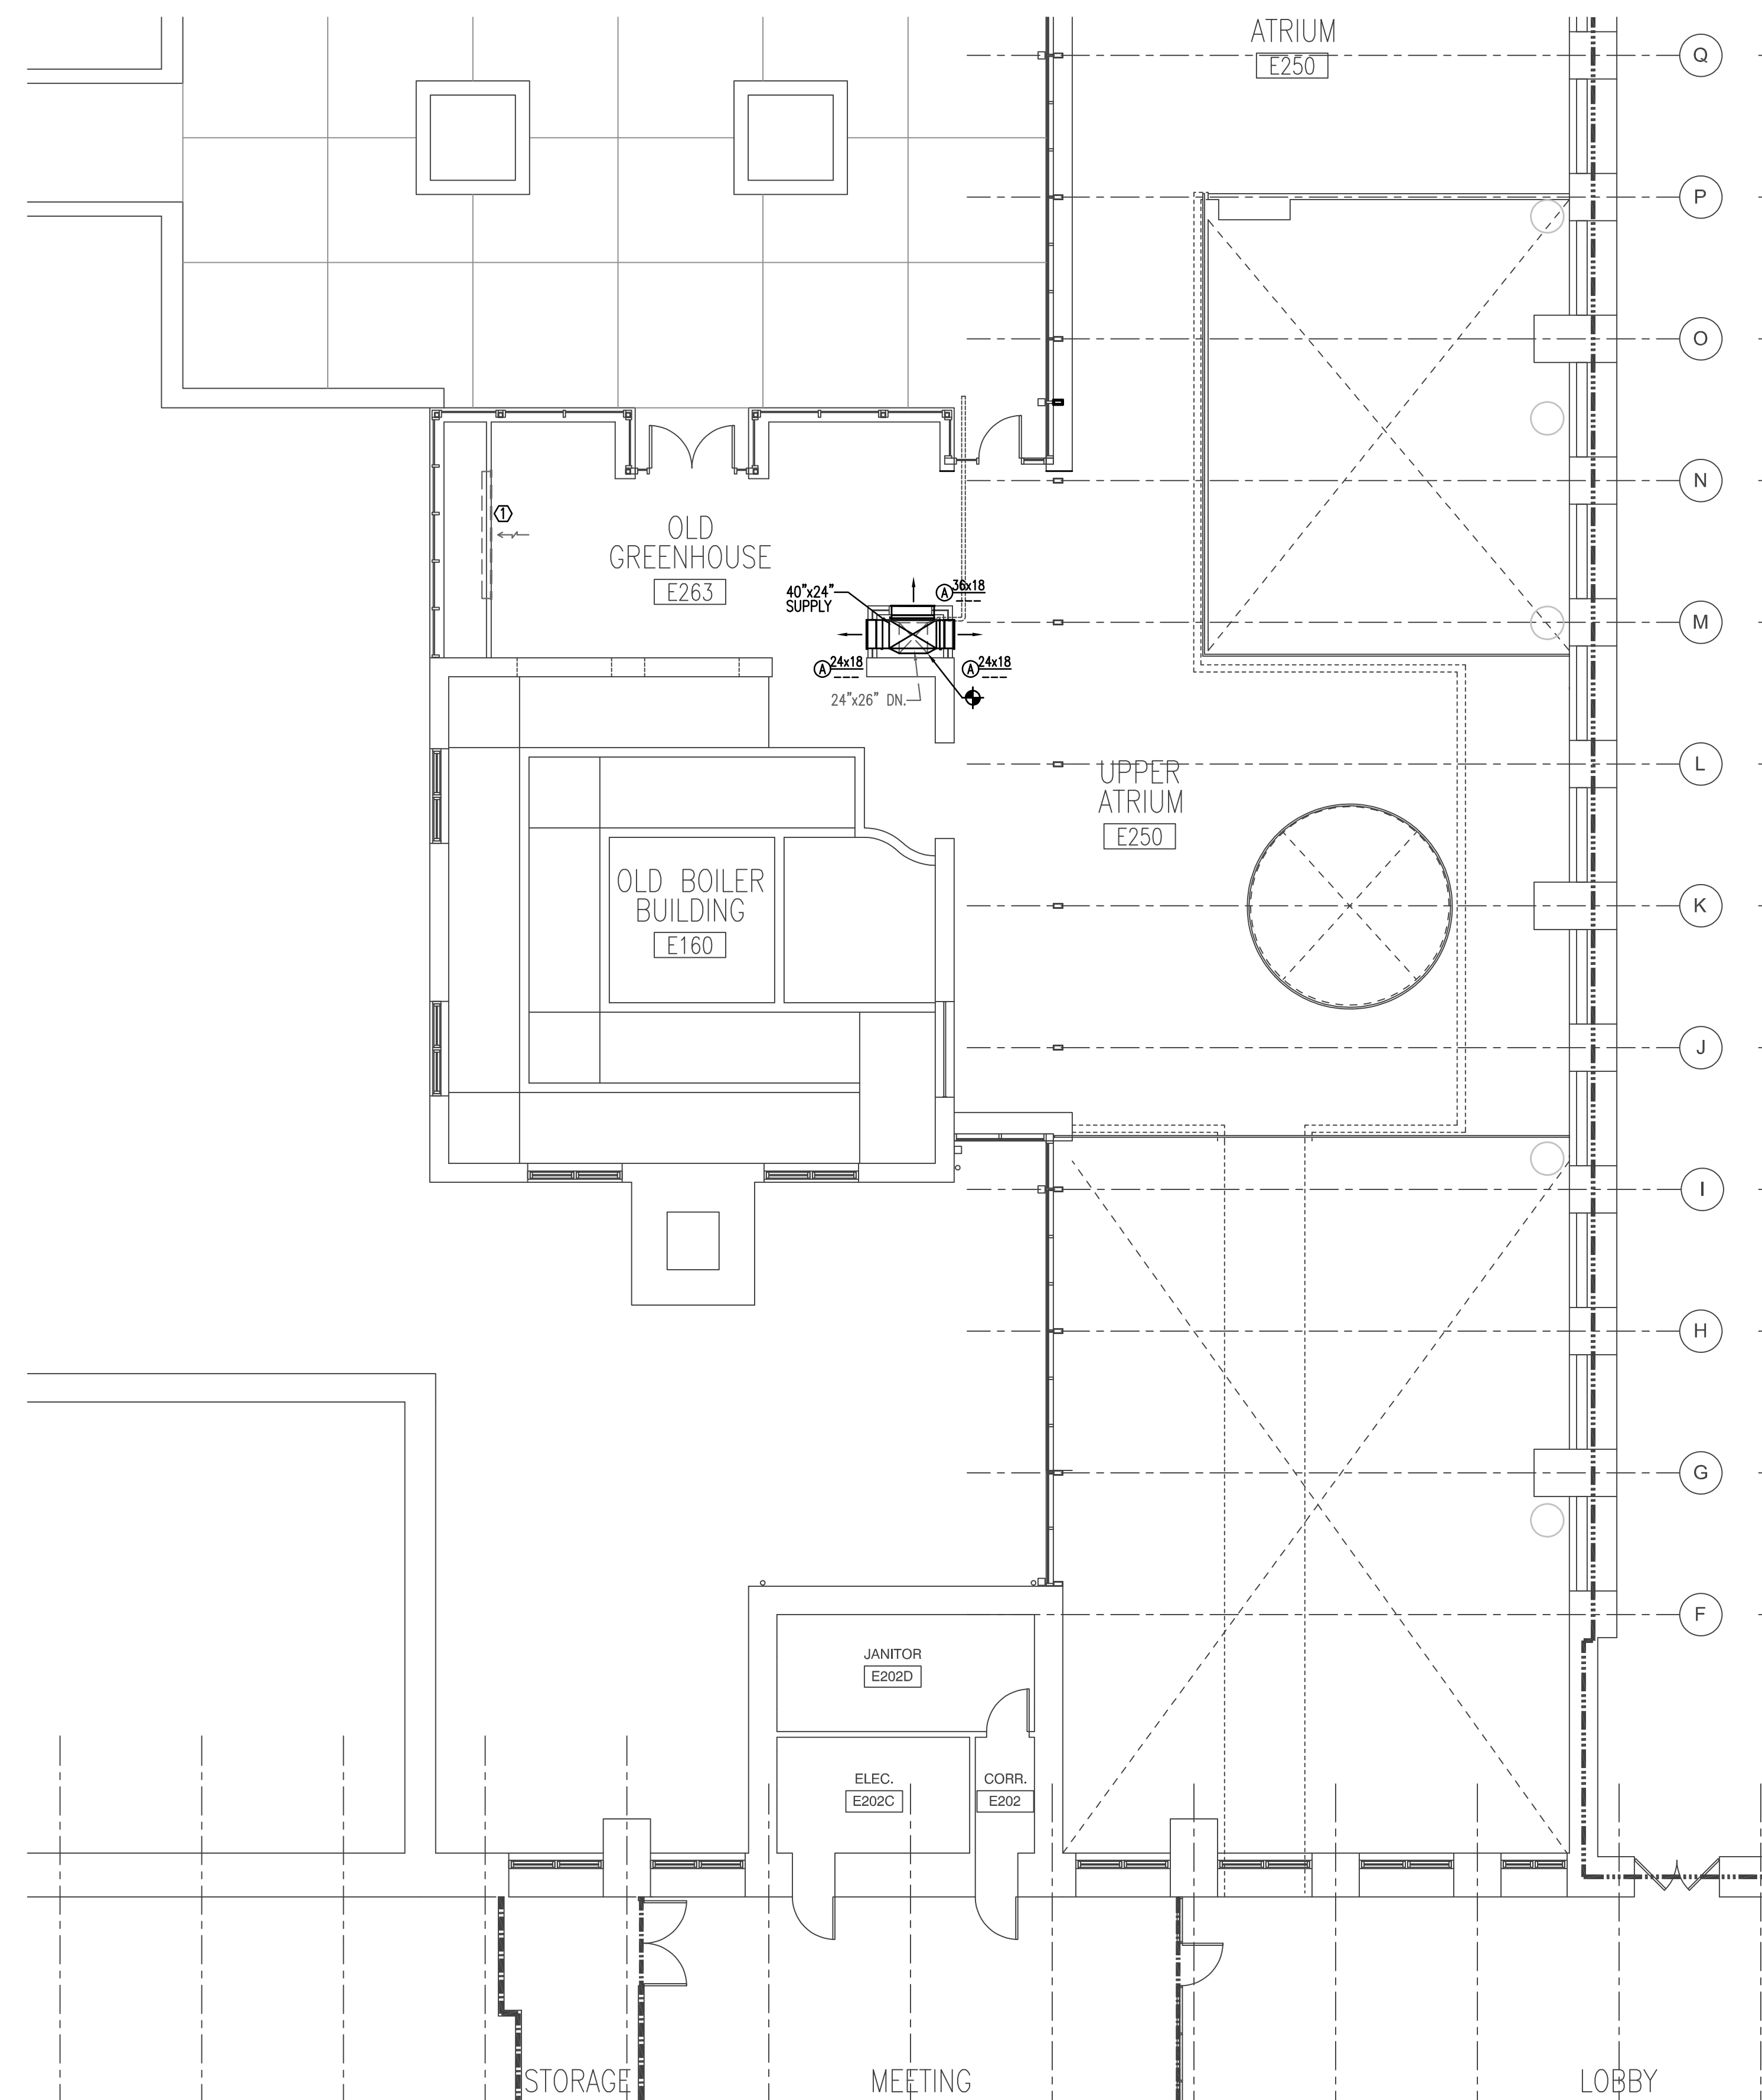 ATRIUM
E250
Q
P
O
N
M
L
K
J
I
H
G
F
1
OLD
GREENHOUSE
E263
40"x24"
SUPPLY
A 36x18
A 24x18
A 24x18
24"x26" DN.
UPPER
ATRIUM
E250
OLD BOILER
BUILDING
E160
JANITOR
E202D
ELEC.
E202C
CORR.
E202
STORAGE
MEETING
LOBBY